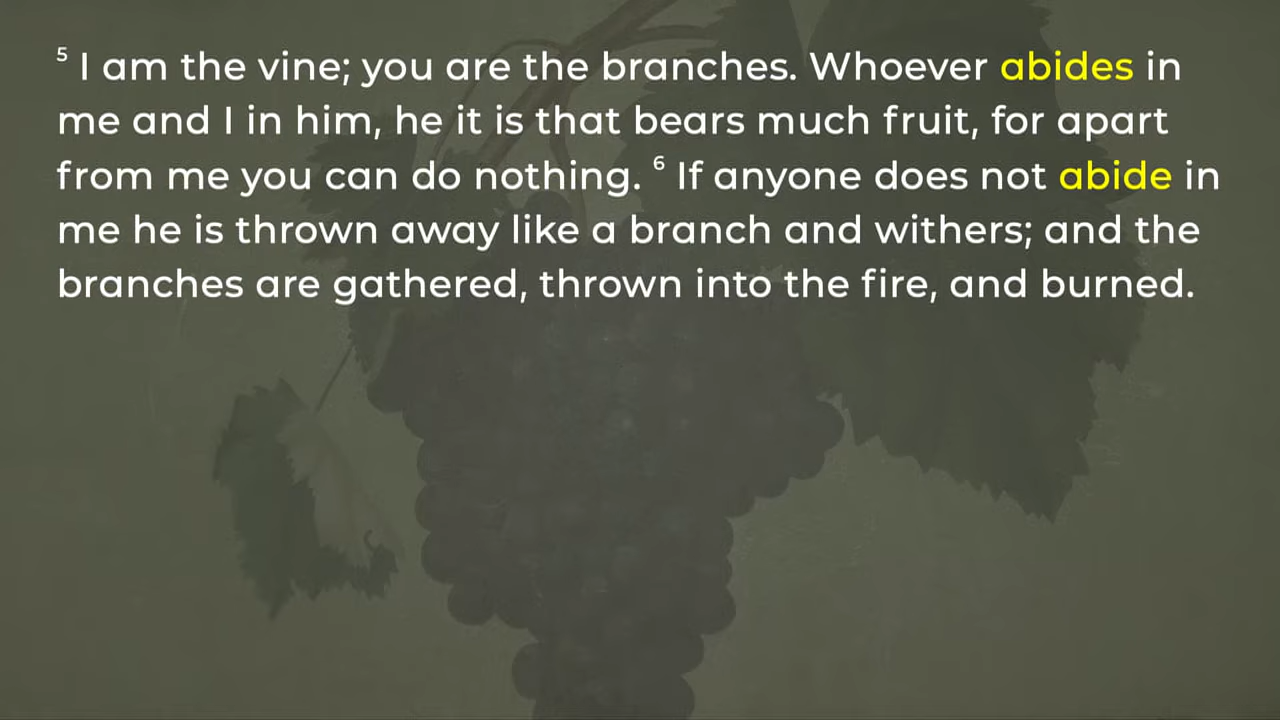 ⁵ I am the vine; you are the branches. Whoever abides in
me and I in him, he it is that bears much fruit, for apart
from me you can do nothing. ⁶ If anyone does not abide in
me he is thrown away like a branch and withers; and the
branches are gathered, thrown into the fire, and burned.